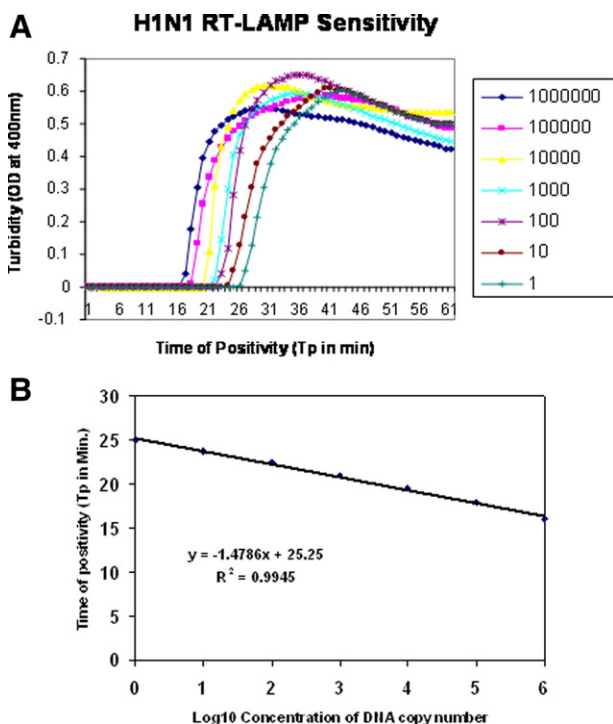 A
H1N1 RT-LAMP Sensitivity
0.7
0.6
0.5
0.4
0.3
0.2
0.1
0
-0.1
Turbidity (OD at 400nm)
1 6 11 16 21 26 31 36 41 46 51 56 61
Time of Positivity (Tp in min)
1000000
100000
10000
1000
100
10
1
B
30
25
20
15
10
5
0
Time of positivity (Tp in Min.)
y = -1.4786x + 25.25
R² = 0.9945
0 1 2 3 4 5 6
Log10 Concentration of DNA copy number